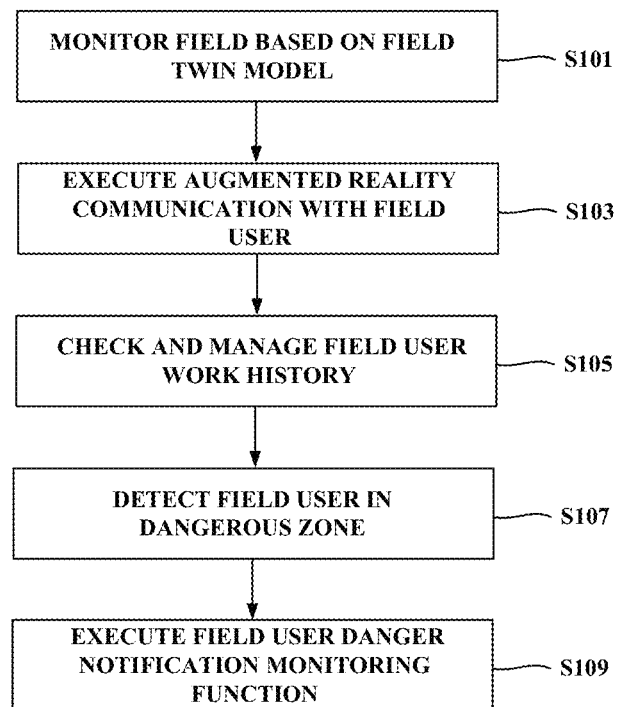 MONITOR FIELD BASED ON FIELD
TWIN MODEL
S101
EXECUTE AUGMENTED REALITY
COMMUNICATION WITH FIELD
USER
S103
CHECK AND MANAGE FIELD USER
WORK HISTORY
S105
DETECT FIELD USER IN
DANGEROUS ZONE
S107
EXECUTE FIELD USER DANGER
NOTIFICATION MONITORING
FUNCTION
S109